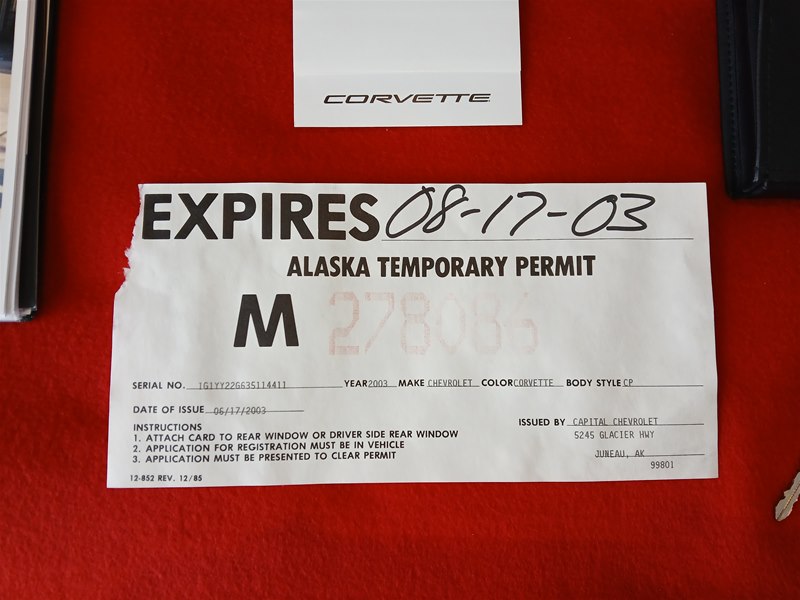 CORVETTE
EXPIRES 08-17-03
ALASKA TEMPORARY PERMIT
M 278086
SERIAL NO. 1G1YY22G635114411 YEAR 2003 MAKE CHEVROLET COLOR CORVETTE BODY STYLE CP
DATE OF ISSUE 06/17/2003
INSTRUCTIONS
1. ATTACH CARD TO REAR WINDOW OR DRIVER SIDE REAR WINDOW
2. APPLICATION FOR REGISTRATION MUST BE IN VEHICLE
3. APPLICATION MUST BE PRESENTED TO CLEAR PERMIT
ISSUED BY CAPITAL CHEVROLET
5245 GLACIER HWY
JUNEAU, AK
99801
12-852 REV. 12/85